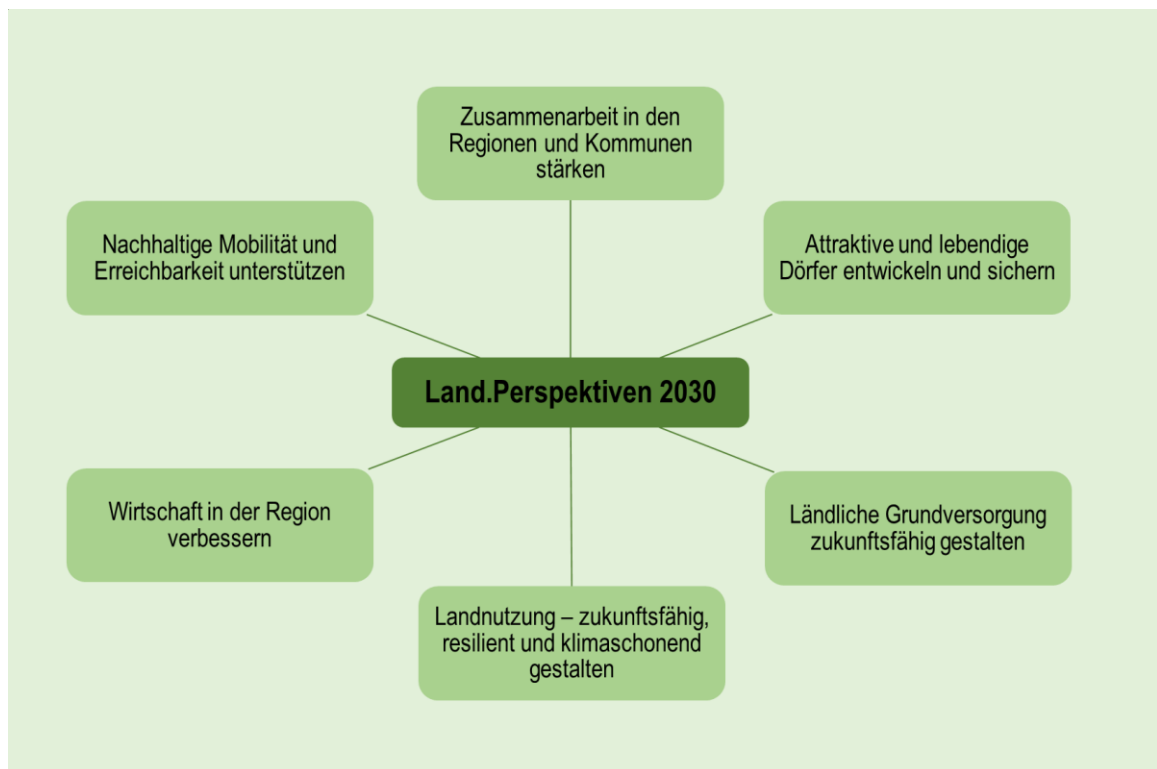 Zusammenarbeit in den
Regionen und Kommunen
stärken
Nachhaltige Mobilität und
Erreichbarkeit unterstützen
Attraktive und lebendige
Dörfer entwickeln und sichern
Land.Perspektiven 2030
Wirtschaft in der Region
verbessern
Ländliche Grundversorgung
zukunftsfähig gestalten
Landnutzung – zukunftsfähig,
resilient und klimaschonend
gestalten